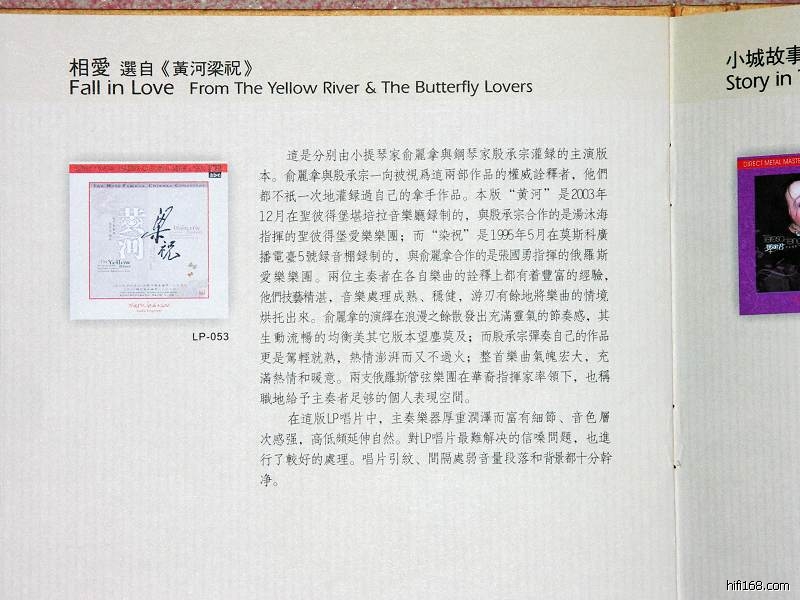 相愛 選自《黃河梁祝》
Fall in Love From The Yellow River & The Butterfly Lovers
這是分别由小提琴家俞麗拿與鋼琴家殷承宗灌録的主演版
本。俞麗拿與殷承宗一向被視爲這兩部作品的權威詮釋者，他們
都不衹一次地灌録過自己的拿手作品。本版“黃河”是2003年
12月在聖彼得堡堪培拉音樂廳録制的，與殷承宗合作的是湯沐海
指揮的聖彼得堡愛樂樂團；而“染祝”是1995年5月在莫斯科廣
播電臺5號録音棚録制的，與俞麗拿合作的是張國勇指揮的俄羅斯
愛樂樂團。兩位主奏者在各自樂曲的詮釋上都有着豐富的經驗，
他們技藝精湛，音樂處理成熟、穩健，游刃有餘地將樂曲的情境
烘托出來。俞麗拿的演繹在浪漫之餘散發出充滿靈氣的節奏感，其
生動流暢的均衡美其它版本望塵莫及；而殷承宗彈奏自己的作品
更是駕輕就熟，熱情澎湃而又不過火；整首樂曲氣魄宏大，充
滿熱情和暖意。兩支俄羅斯管弦樂團在華裔指揮家率領下，也稱
職地給予主奏者足够的個人表現空間。
在這版LP唱片中，主奏樂器厚重潤澤而富有細節、音色層
次感强，高低頻延伸自然。對LP唱片最難解決的信嗓問題，也進
行了較好的處理。唱片引紋、間隔處弱音量段落和背景都十分幹
净。
黃河
梁祝
The Yellow River
LP-053
小城故事
Story in
DIRECT METAL MASTE
hifi168.com